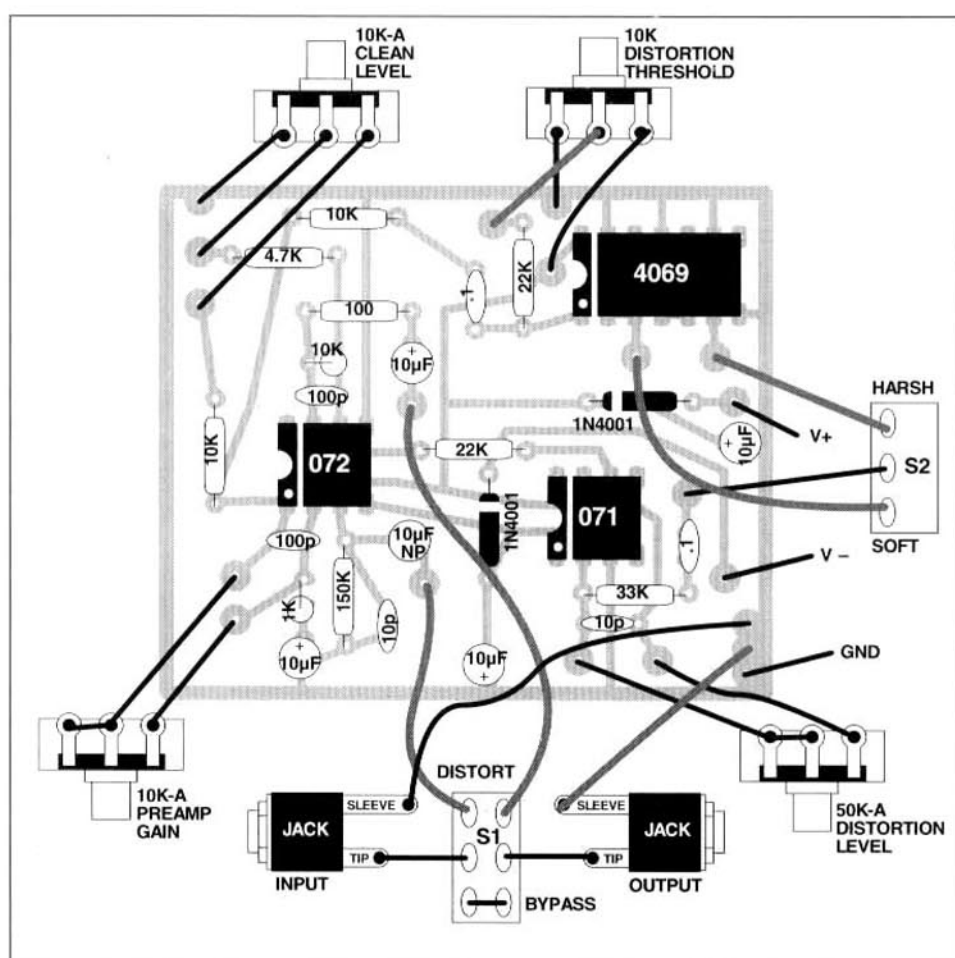 10K-A
CLEAN
LEVEL
10K
DISTORTION
THRESHOLD
10K
4.7K
.1
22K
4069
100
10K
+
10µF
100p
HARSH
1N4001
V+
+
10µF
10K
072
22K
S2
1N4001
071
100p
10µF
NP
.1
SOFT
V –
150K
33K
1K
10p
10p
+
10µF
10µF
+
GND
DISTORT
10K-A
PREAMP
GAIN
SLEEVE
JACK
TIP
INPUT
S1
SLEEVE
JACK
TIP
OUTPUT
50K-A
DISTORTION
LEVEL
BYPASS